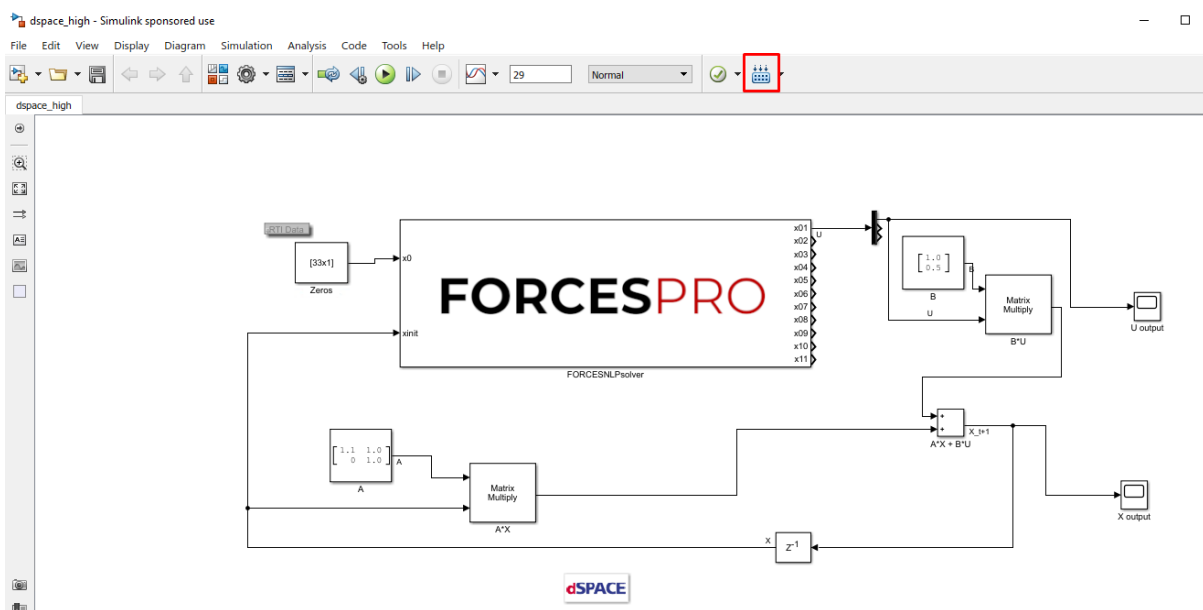 dspace_high - Simulink sponsored use
File Edit View Display Diagram Simulation Analysis Code Tools Help
29 Normal
dspace_high
RTI Data
[33x1]
Zeros
x0
xinit
FORCESPRO
x01
x02
x03
x04
x05
x06
x07
x08
x09
x10
x11
FORCESNLPsolver
U
1.0
0.5
B
B
U
Matrix
Multiply
B*U
U output
1.1 1.0
0 1.0
A
A
Matrix
Multiply
A*X
+
+
X_t+1
A*X + B*U
X output
X
Z-1
dSPACE